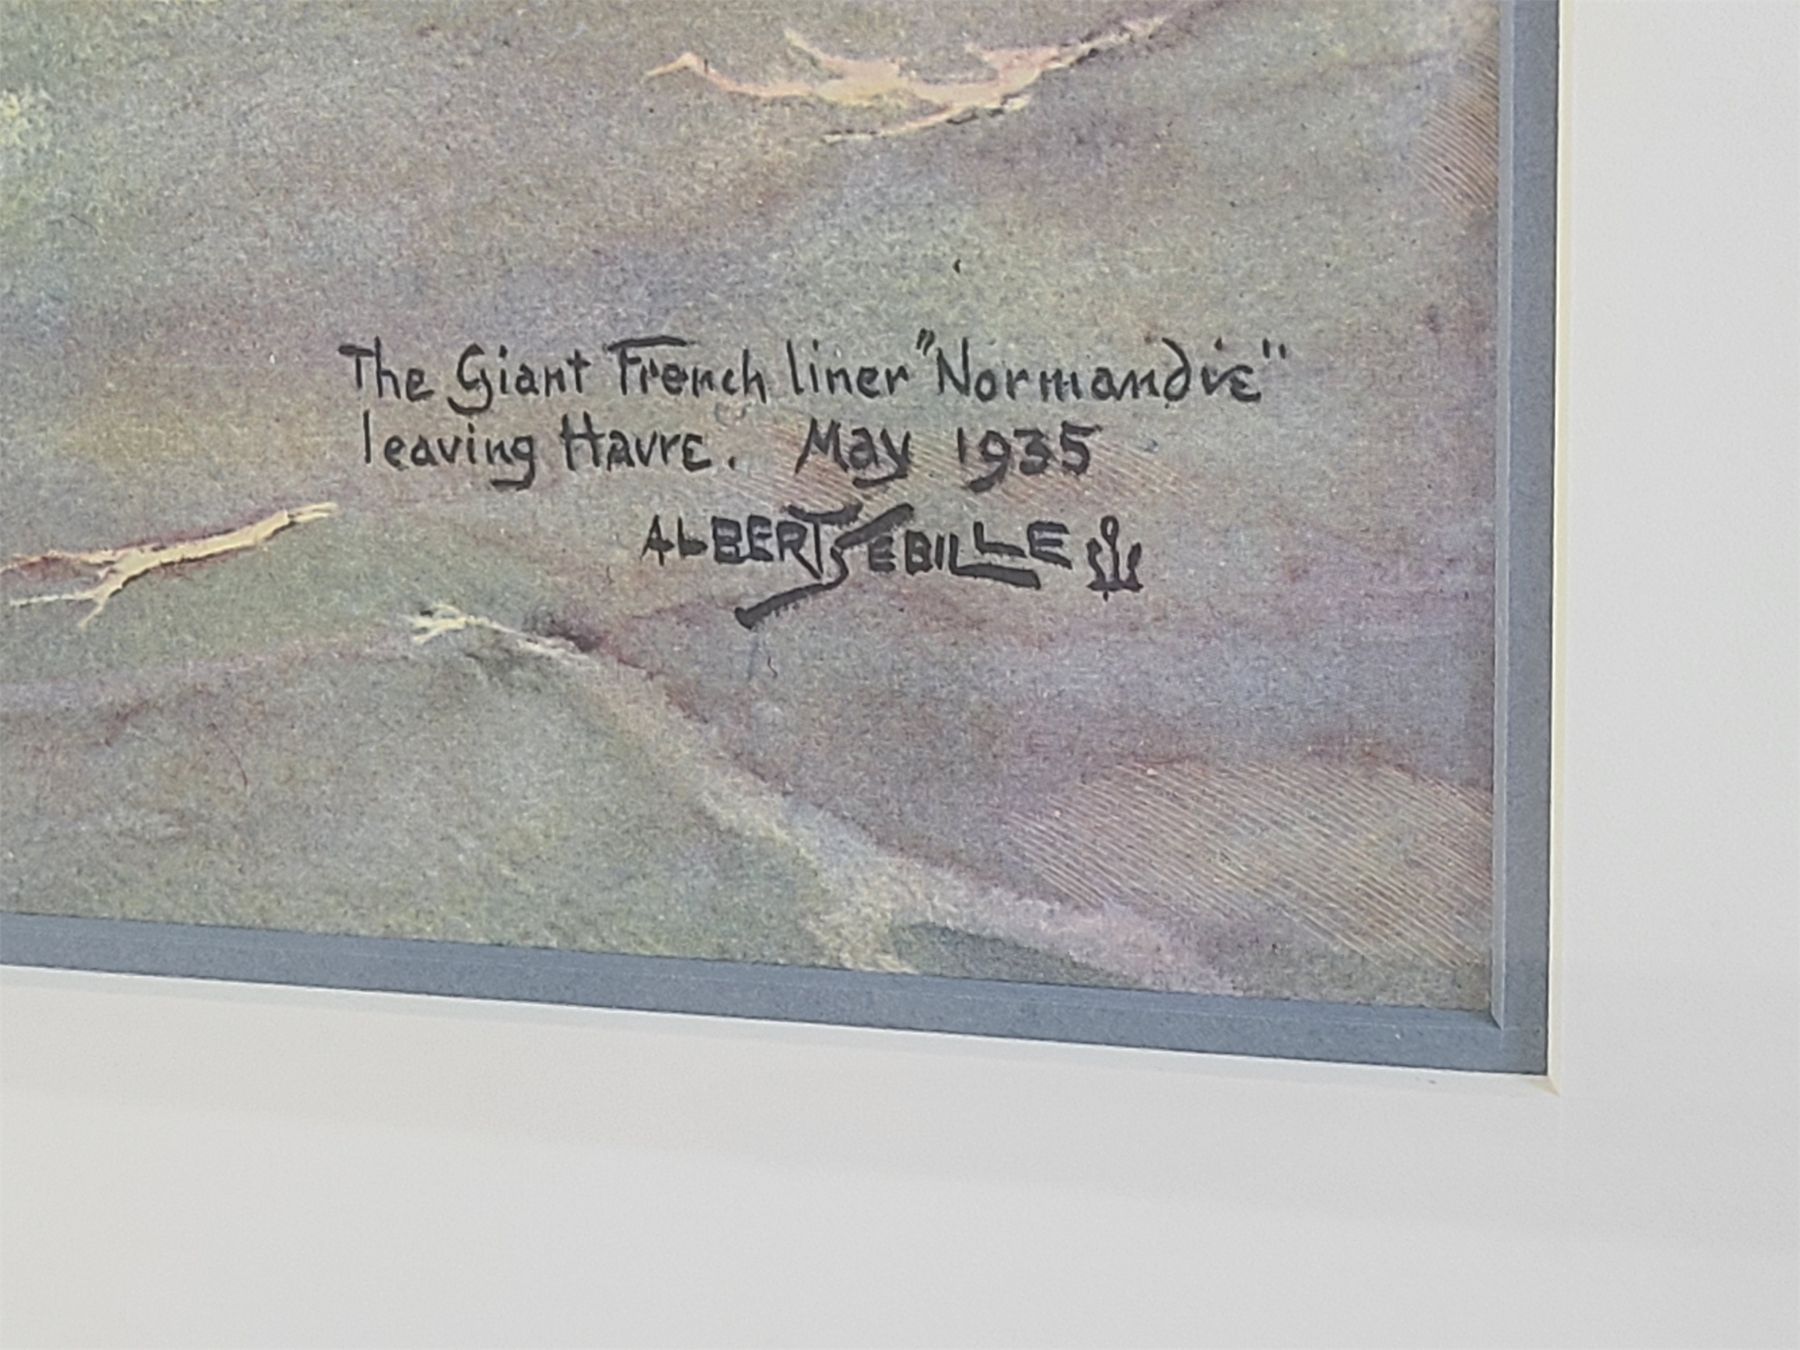 The Giant French liner "Normandie"
leaving Havre. May 1935
ALBERT SEBILLE